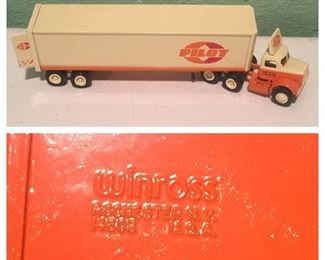 PILOT
winross
ROCHESTER N.Y.
U.S.A.